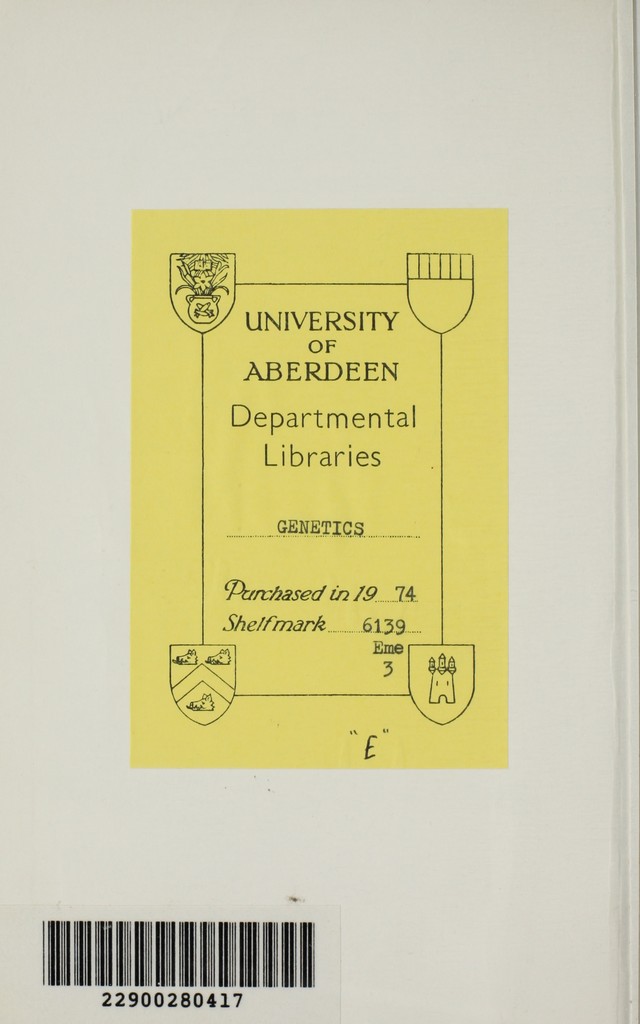 UNIVERSITY
OF
ABERDEEN
Departmental
Libraries
GENETICS
Purchased in 19 74
Shelfmark 6139
Eme
3
"E"
22900280417